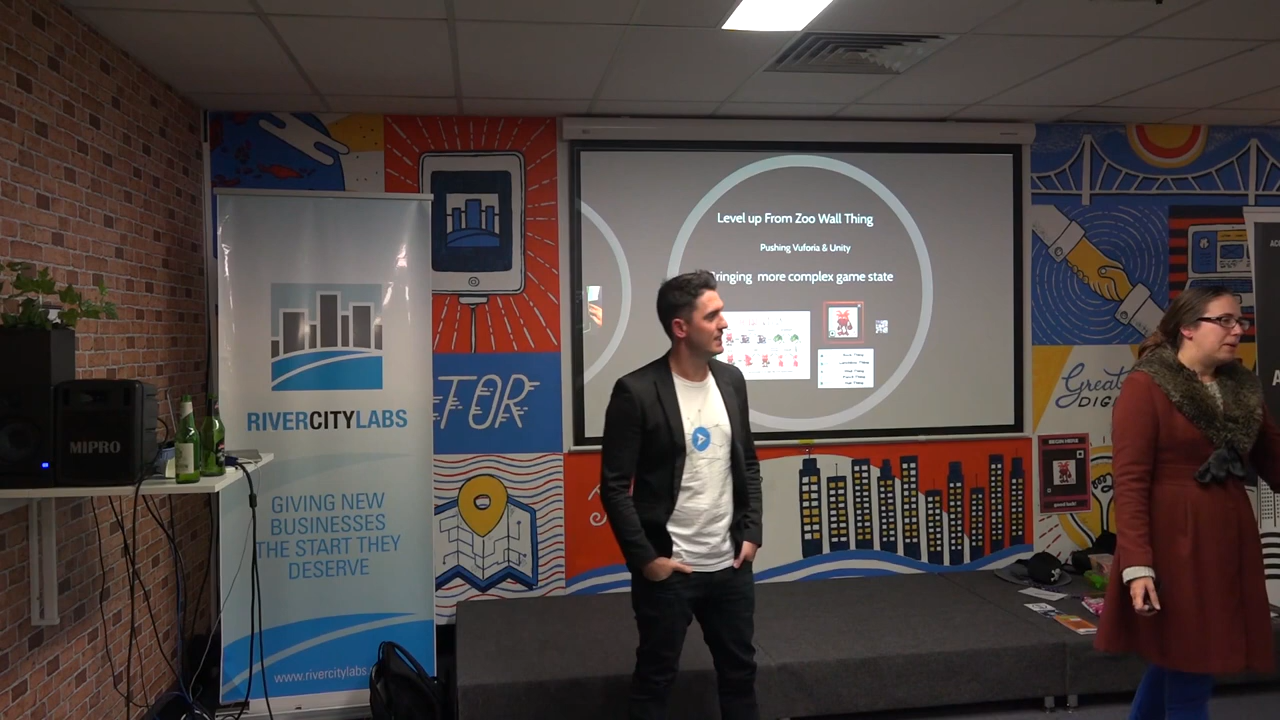 MIPRO
RIVERCITYLABS
GIVING NEW
BUSINESSES
THE START THEY
DESERVE
www.rivercitylabs.
TOR
Level up From Zoo Wall Thing
Pushing Vuforia & Unity
Bringing more complex game state
Great
DIG